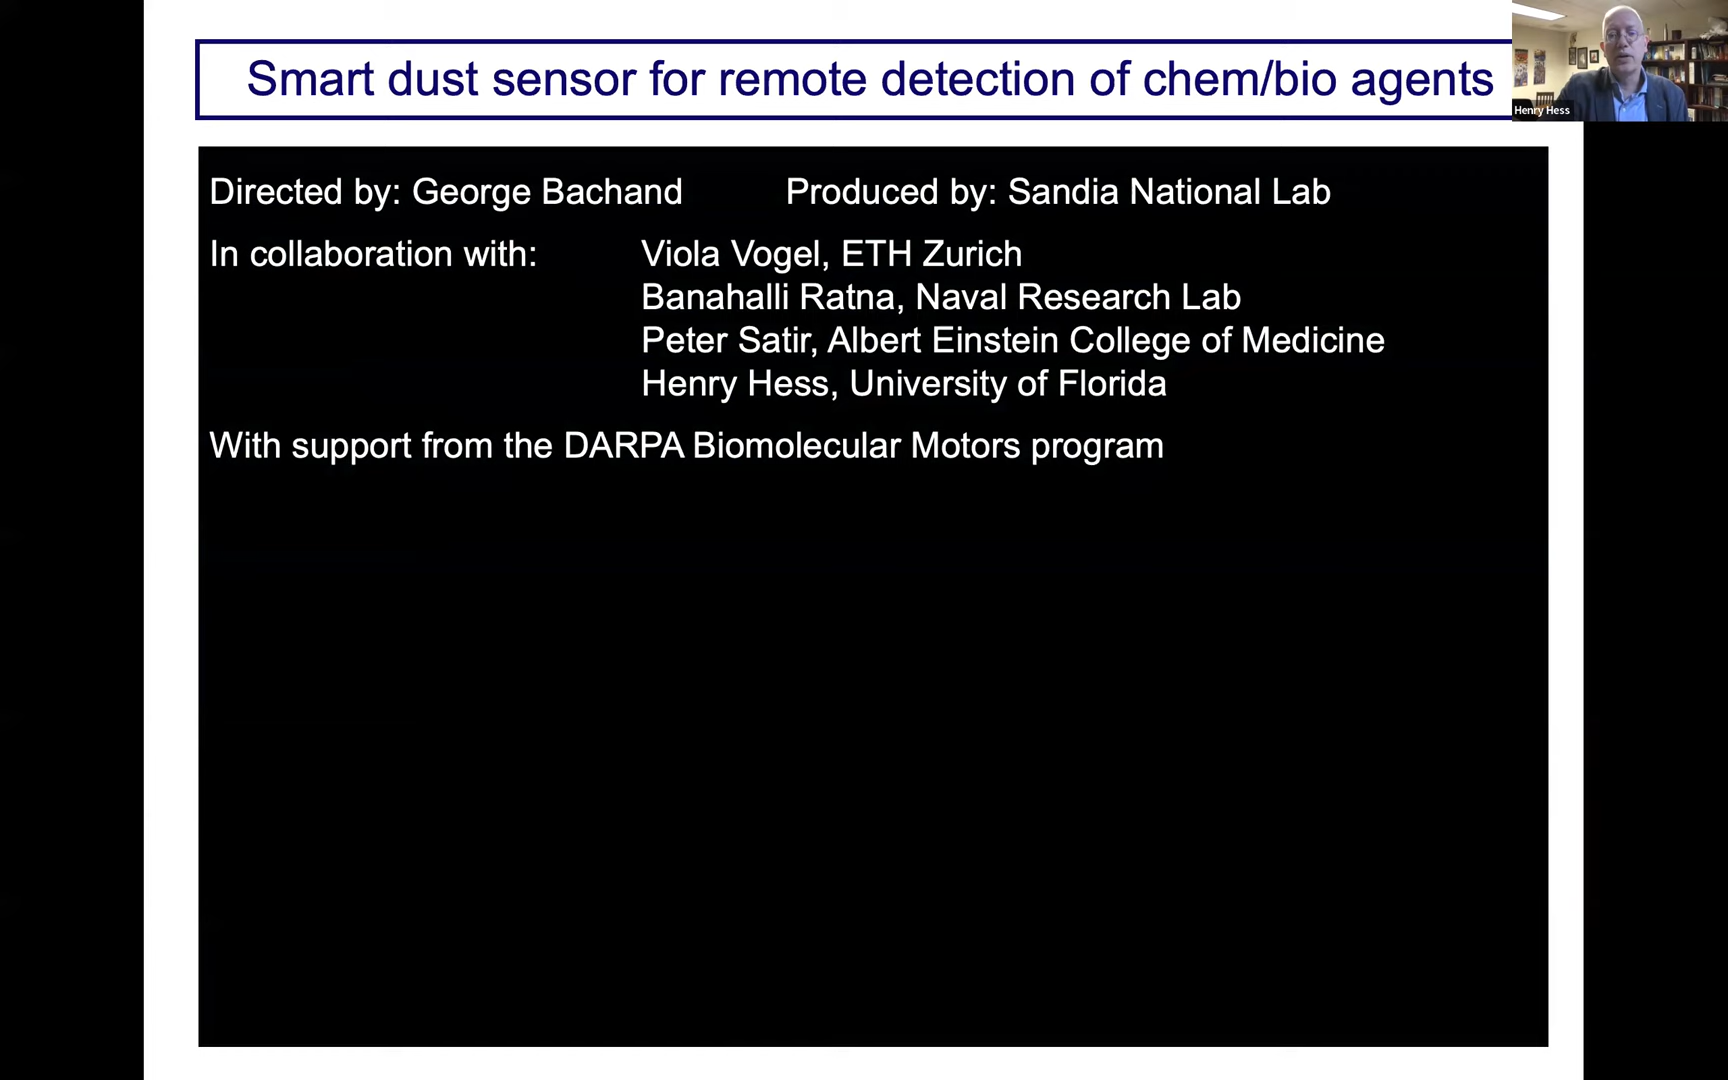 Smart dust sensor for remote detection of chem/bio agents
Henry Hess
Directed by: George Bachand Produced by: Sandia National Lab
In collaboration with: Viola Vogel, ETH Zurich
Banahalli Ratna, Naval Research Lab
Peter Satir, Albert Einstein College of Medicine
Henry Hess, University of Florida
With support from the DARPA Biomolecular Motors program